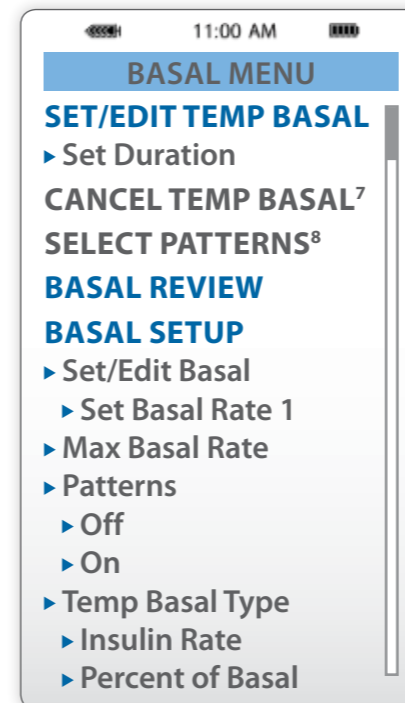 11:00 AM
BASAL MENU
SET/EDIT TEMP BASAL
▸ Set Duration
CANCEL TEMP BASAL⁷
SELECT PATTERNS⁸
BASAL REVIEW
BASAL SETUP
▸ Set/Edit Basal
▸ Set Basal Rate 1
▸ Max Basal Rate
▸ Patterns
▸ Off
▸ On
▸ Temp Basal Type
▸ Insulin Rate
▸ Percent of Basal